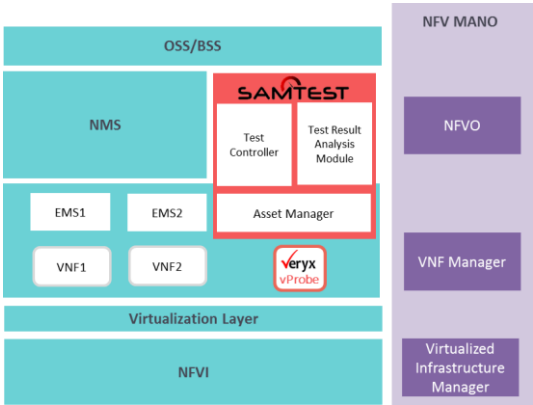 OSS/BSS
NFV MANO
NMS
SAMTEST
Test
Controller
Test Result
Analysis
Module
NFVO
EMS1
EMS2
Asset Manager
VNF1
VNF2
veryx
vProbe
VNF Manager
Virtualization Layer
NFVI
Virtualized
Infrastructure
Manager